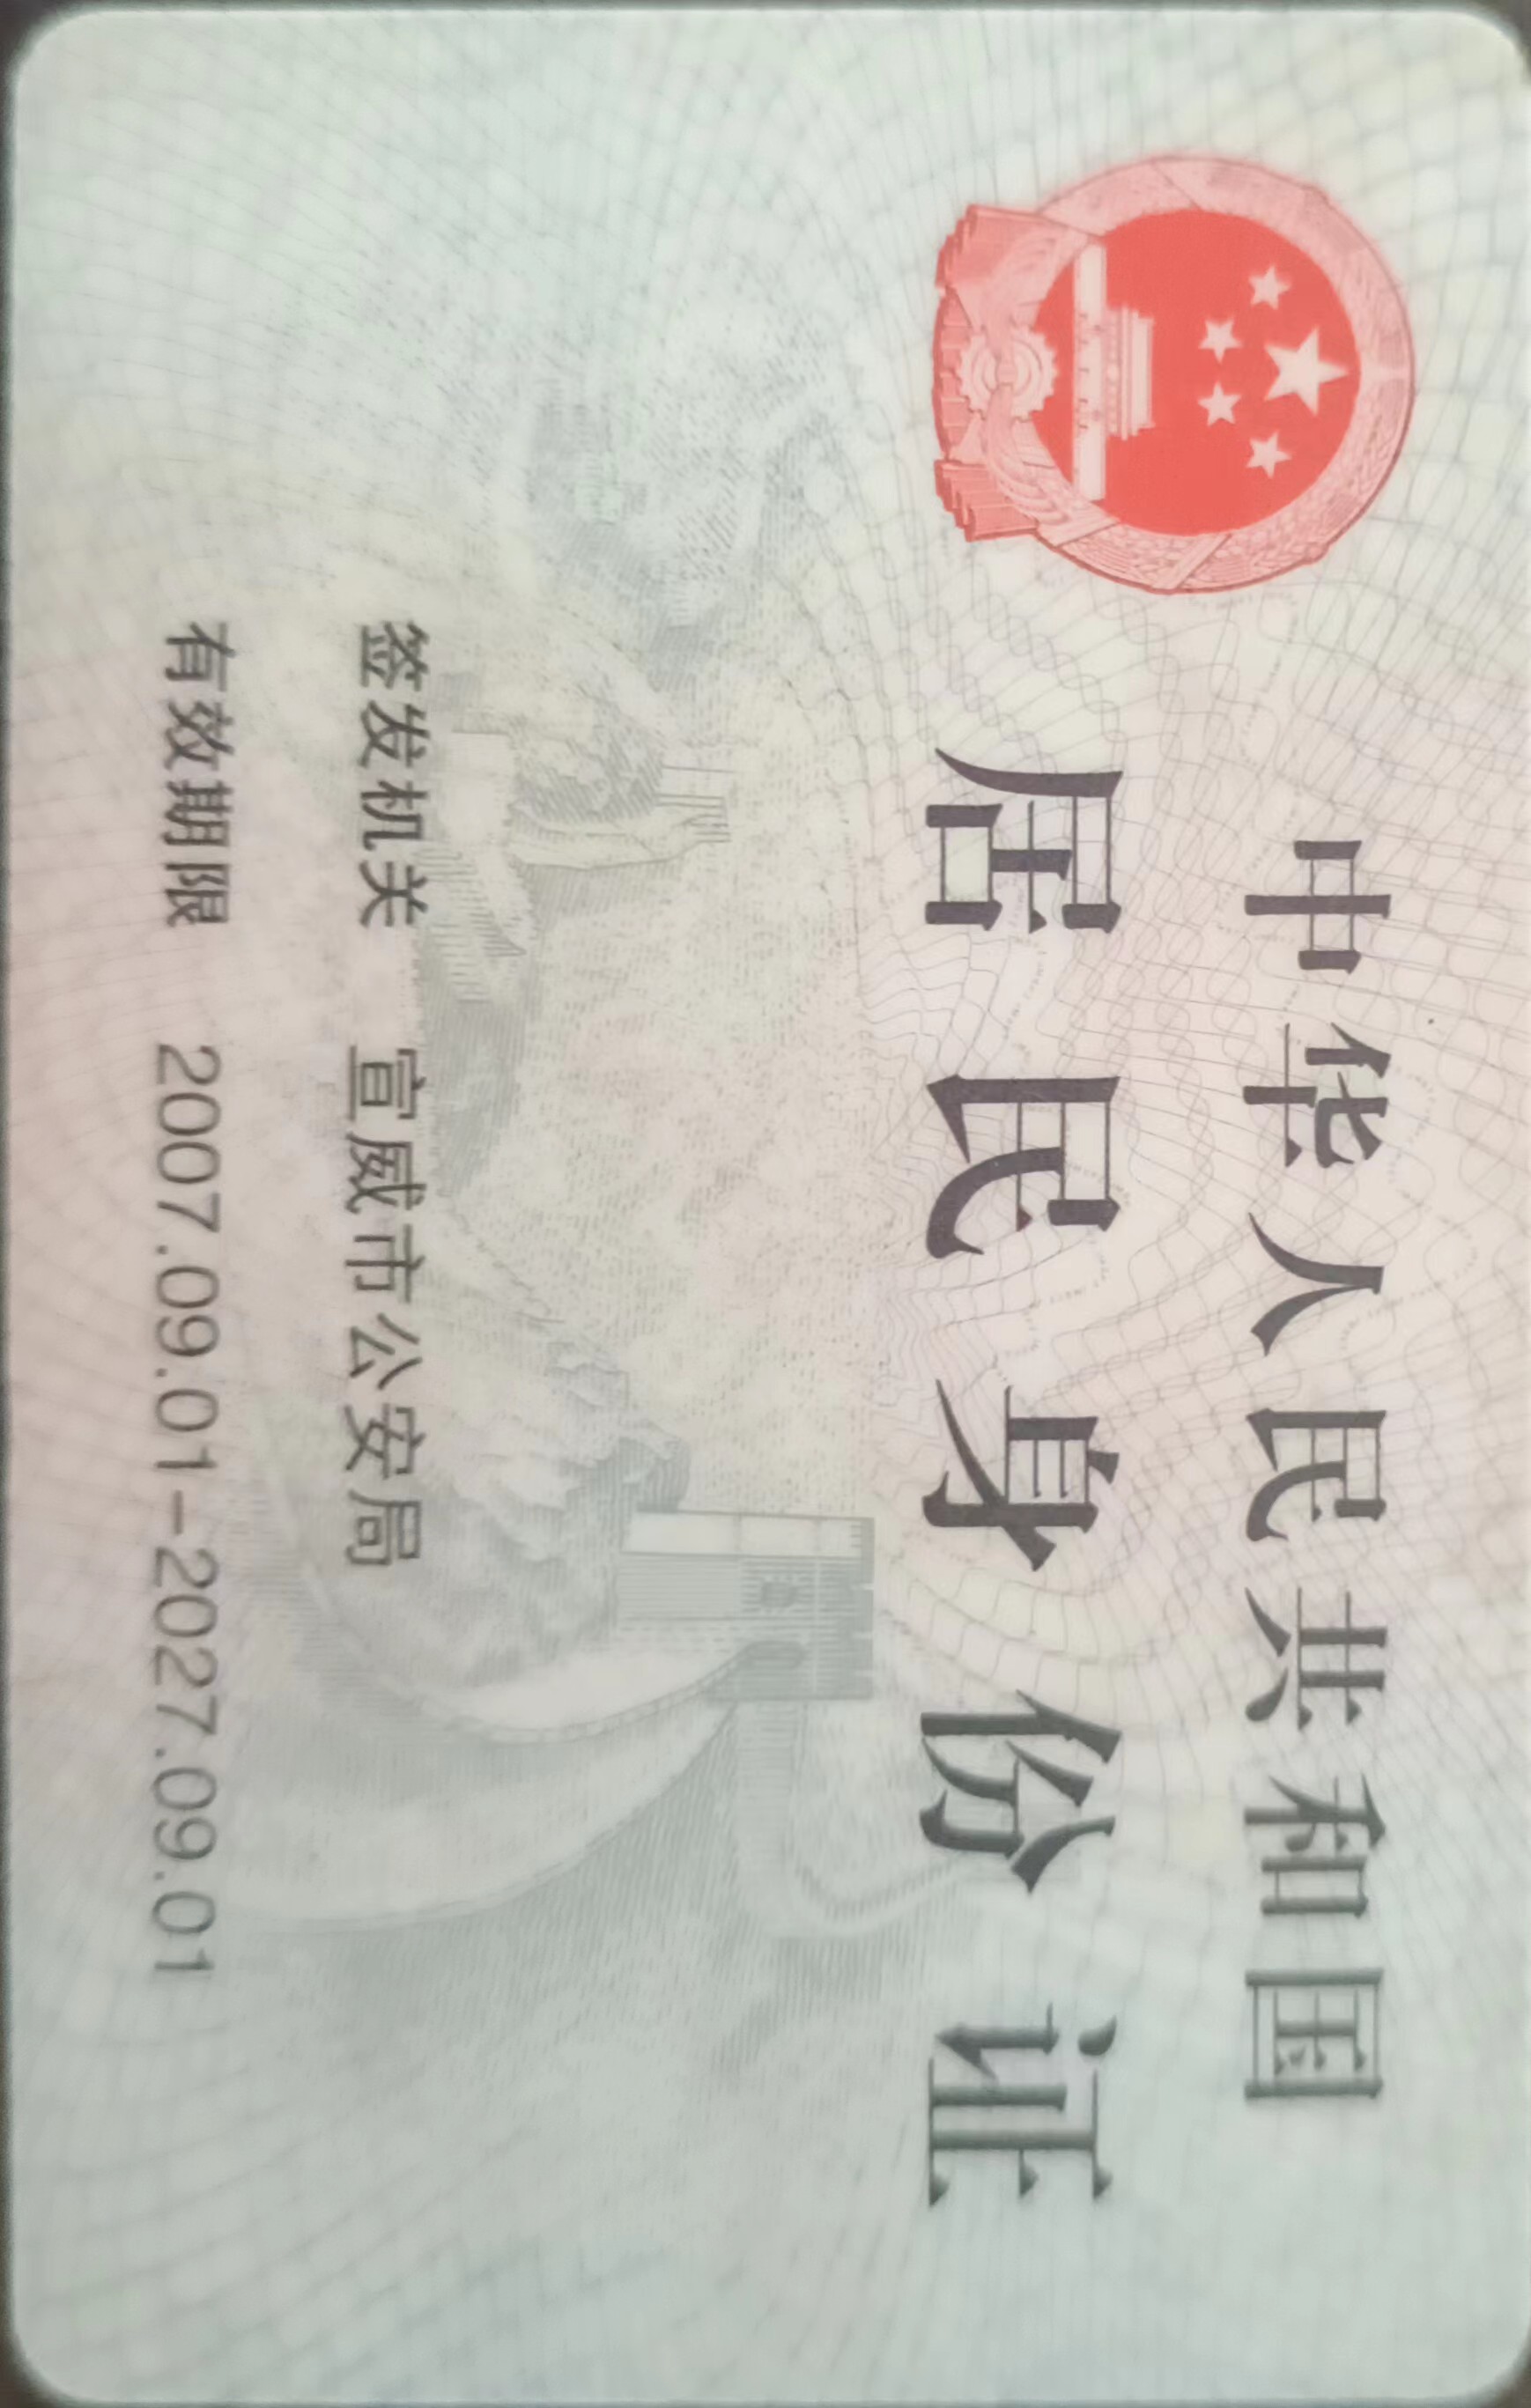 中华人民共和国
居民身份证
签发机关 宣威市公安局
有效期限 2007.09.01-2027.09.01